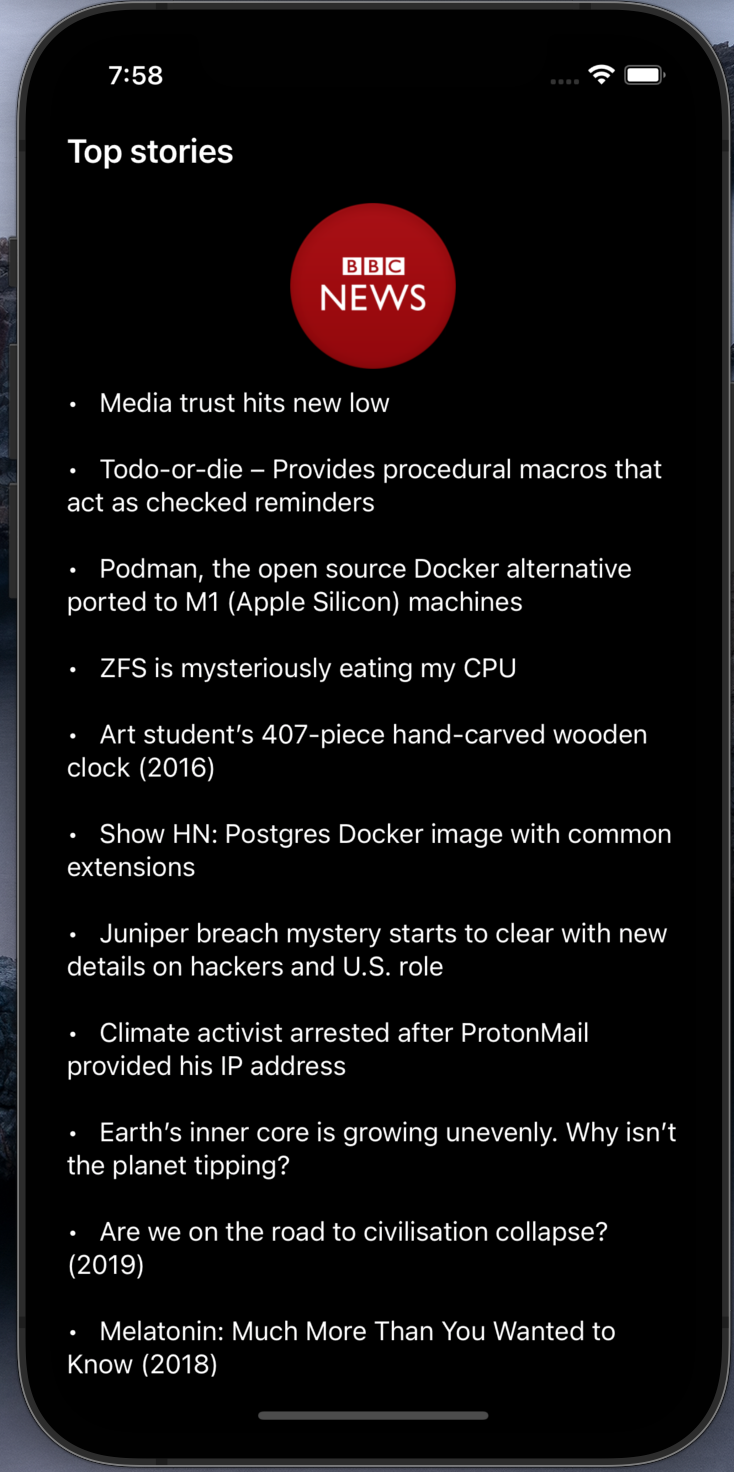 7:58
Top stories
BBC
NEWS
• Media trust hits new low
• Todo-or-die – Provides procedural macros that
act as checked reminders
• Podman, the open source Docker alternative
ported to M1 (Apple Silicon) machines
• ZFS is mysteriously eating my CPU
• Art student’s 407-piece hand-carved wooden
clock (2016)
• Show HN: Postgres Docker image with common
extensions
• Juniper breach mystery starts to clear with new
details on hackers and U.S. role
• Climate activist arrested after ProtonMail
provided his IP address
• Earth’s inner core is growing unevenly. Why isn’t
the planet tipping?
• Are we on the road to civilisation collapse?
(2019)
• Melatonin: Much More Than You Wanted to
Know (2018)